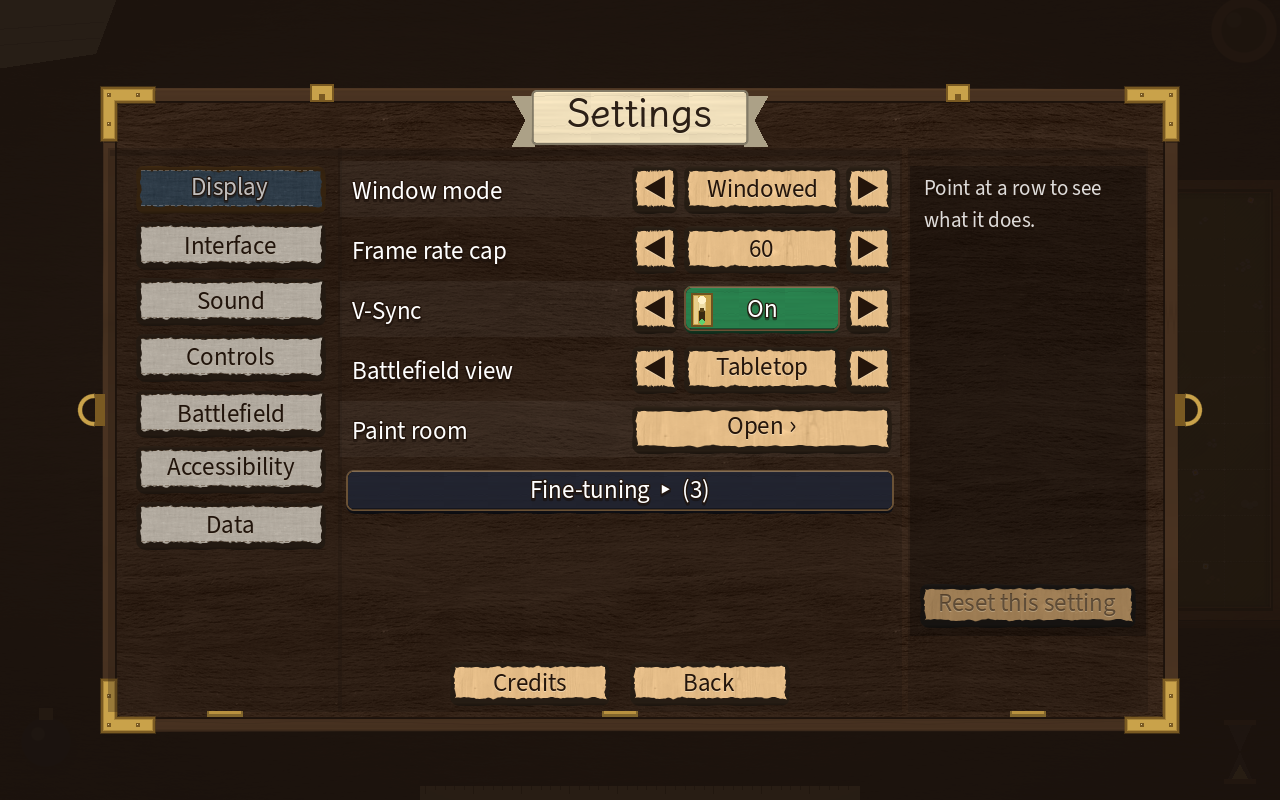 Settings
Display
Interface
Sound
Controls
Battlefield
Accessibility
Data
Window mode
Windowed
Frame rate cap
60
V-Sync
On
Battlefield view
Tabletop
Paint room
Open ›
Fine-tuning ▸ (3)
Point at a row to see
what it does.
Reset this setting
Credits
Back